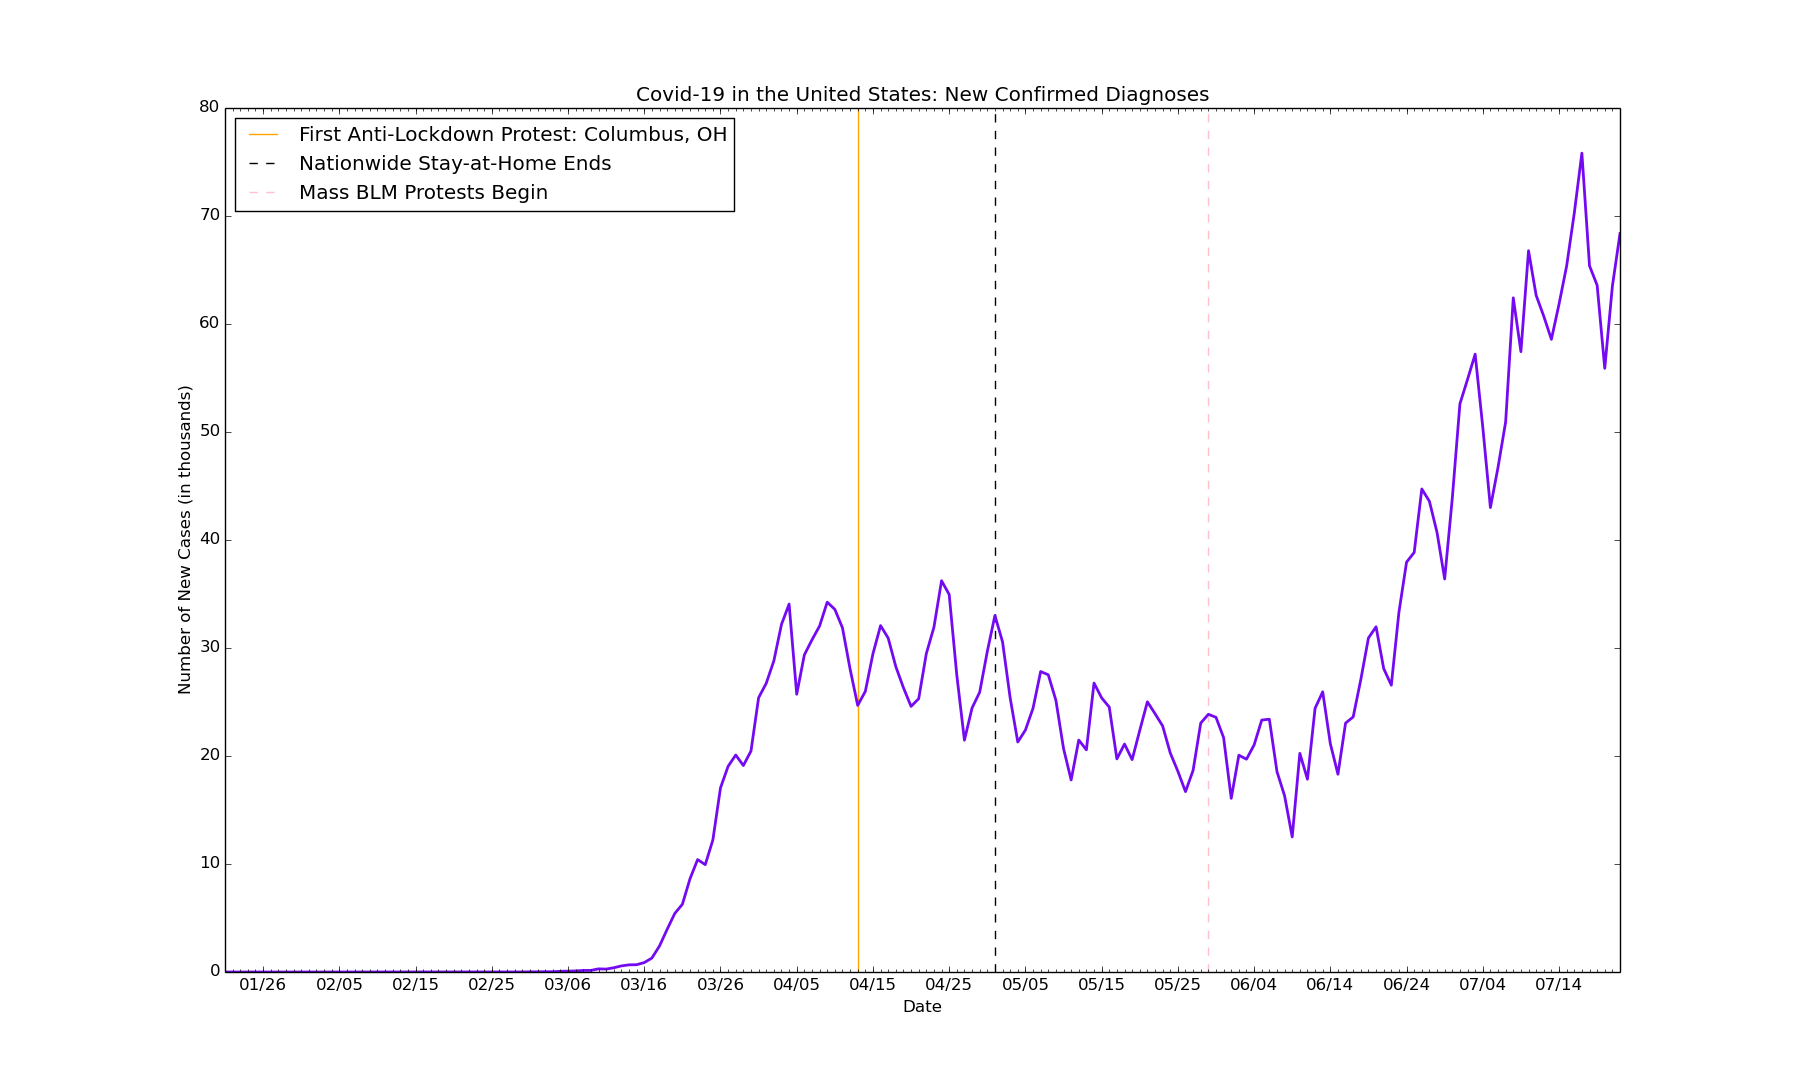 Covid-19 in the United States: New Confirmed Diagnoses
First Anti-Lockdown Protest: Columbus, OH
Nationwide Stay-at-Home Ends
Mass BLM Protests Begin
Number of New Cases (in thousands)
80
70
60
50
40
30
20
10
0
01/26 02/05 02/15 02/25 03/06 03/16 03/26 04/05 04/15 04/25 05/05 05/15 05/25 06/04 06/14 06/24 07/04 07/14
Date